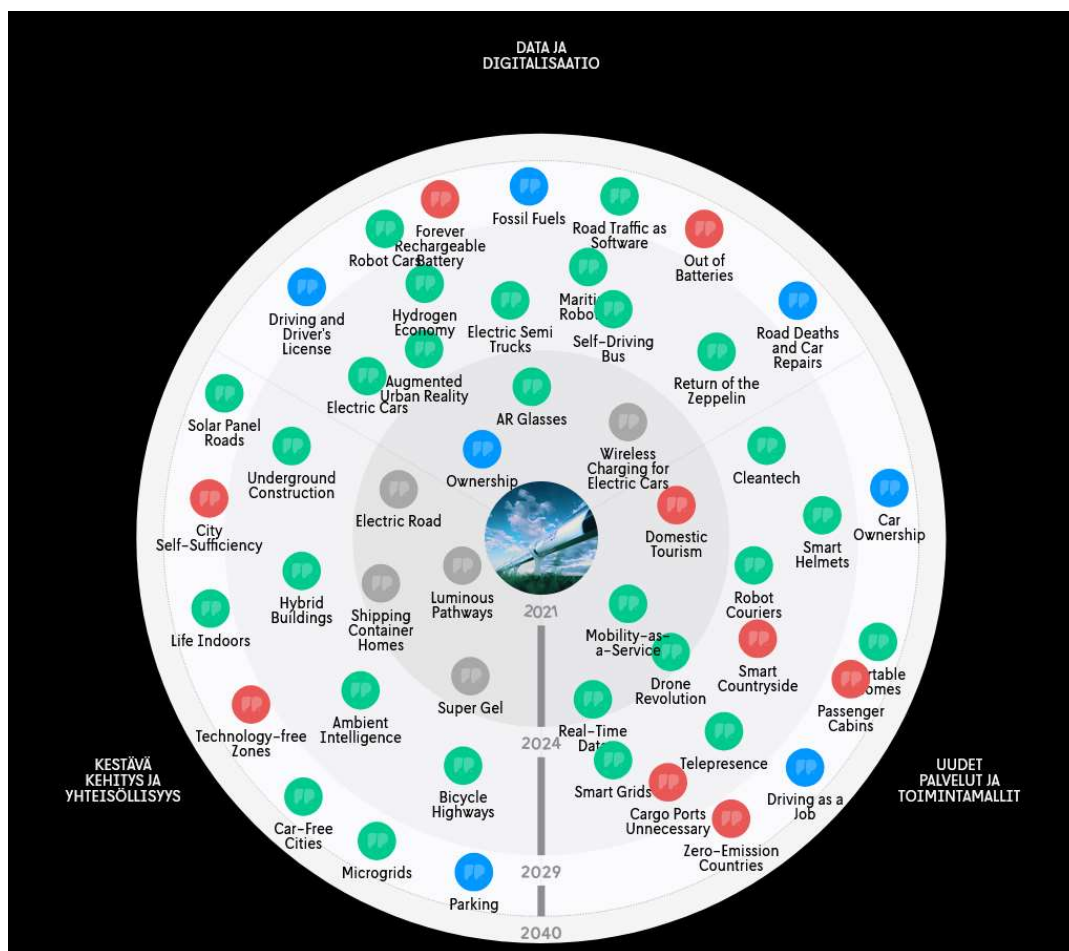 DATA JA
DIGITALISAATIO
Fossil Fuels
Forever
Rechargeable
Battery
Road Traffic as
Software
Robot Cars
Out of
Batteries
Driving and
Driver's
License
Hydrogen
Economy
Electric Semi
Trucks
Self-Driving
Bus
Road Deaths
and Car
Repairs
Augmented
Urban Reality
Electric Cars
Return of the
Zeppelin
AR Glasses
Solar Panel
Roads
Wireless
Charging for
Electric Cars
Underground
Construction
Ownership
Cleantech
Electric Road
City
Self-Sufficiency
Domestic
Tourism
Car
Ownership
Smart
Helmets
Luminous
Pathways
Hybrid
Buildings
Shipping
Container
Homes
Robot
Couriers
2021
Life Indoors
Mobility-as-
a-Service
Smart
Countryside
Drone
Revolution
Passenger
Cabins
Super Gel
Ambient
Intelligence
Technology-free
Zones
Real-Time
2024
Telepresence
KESTÄVÄ
KEHITYS JA
YHTEISÖLLISYYS
UUDET
PALVELUT JA
TOIMINTAMALLIT
Bicycle
Highways
Smart Grids
Cargo Ports
Unnecessary
Driving as a
Job
Car-Free
Cities
Zero-Emission
Countries
Microgrids
2029
Parking
2040